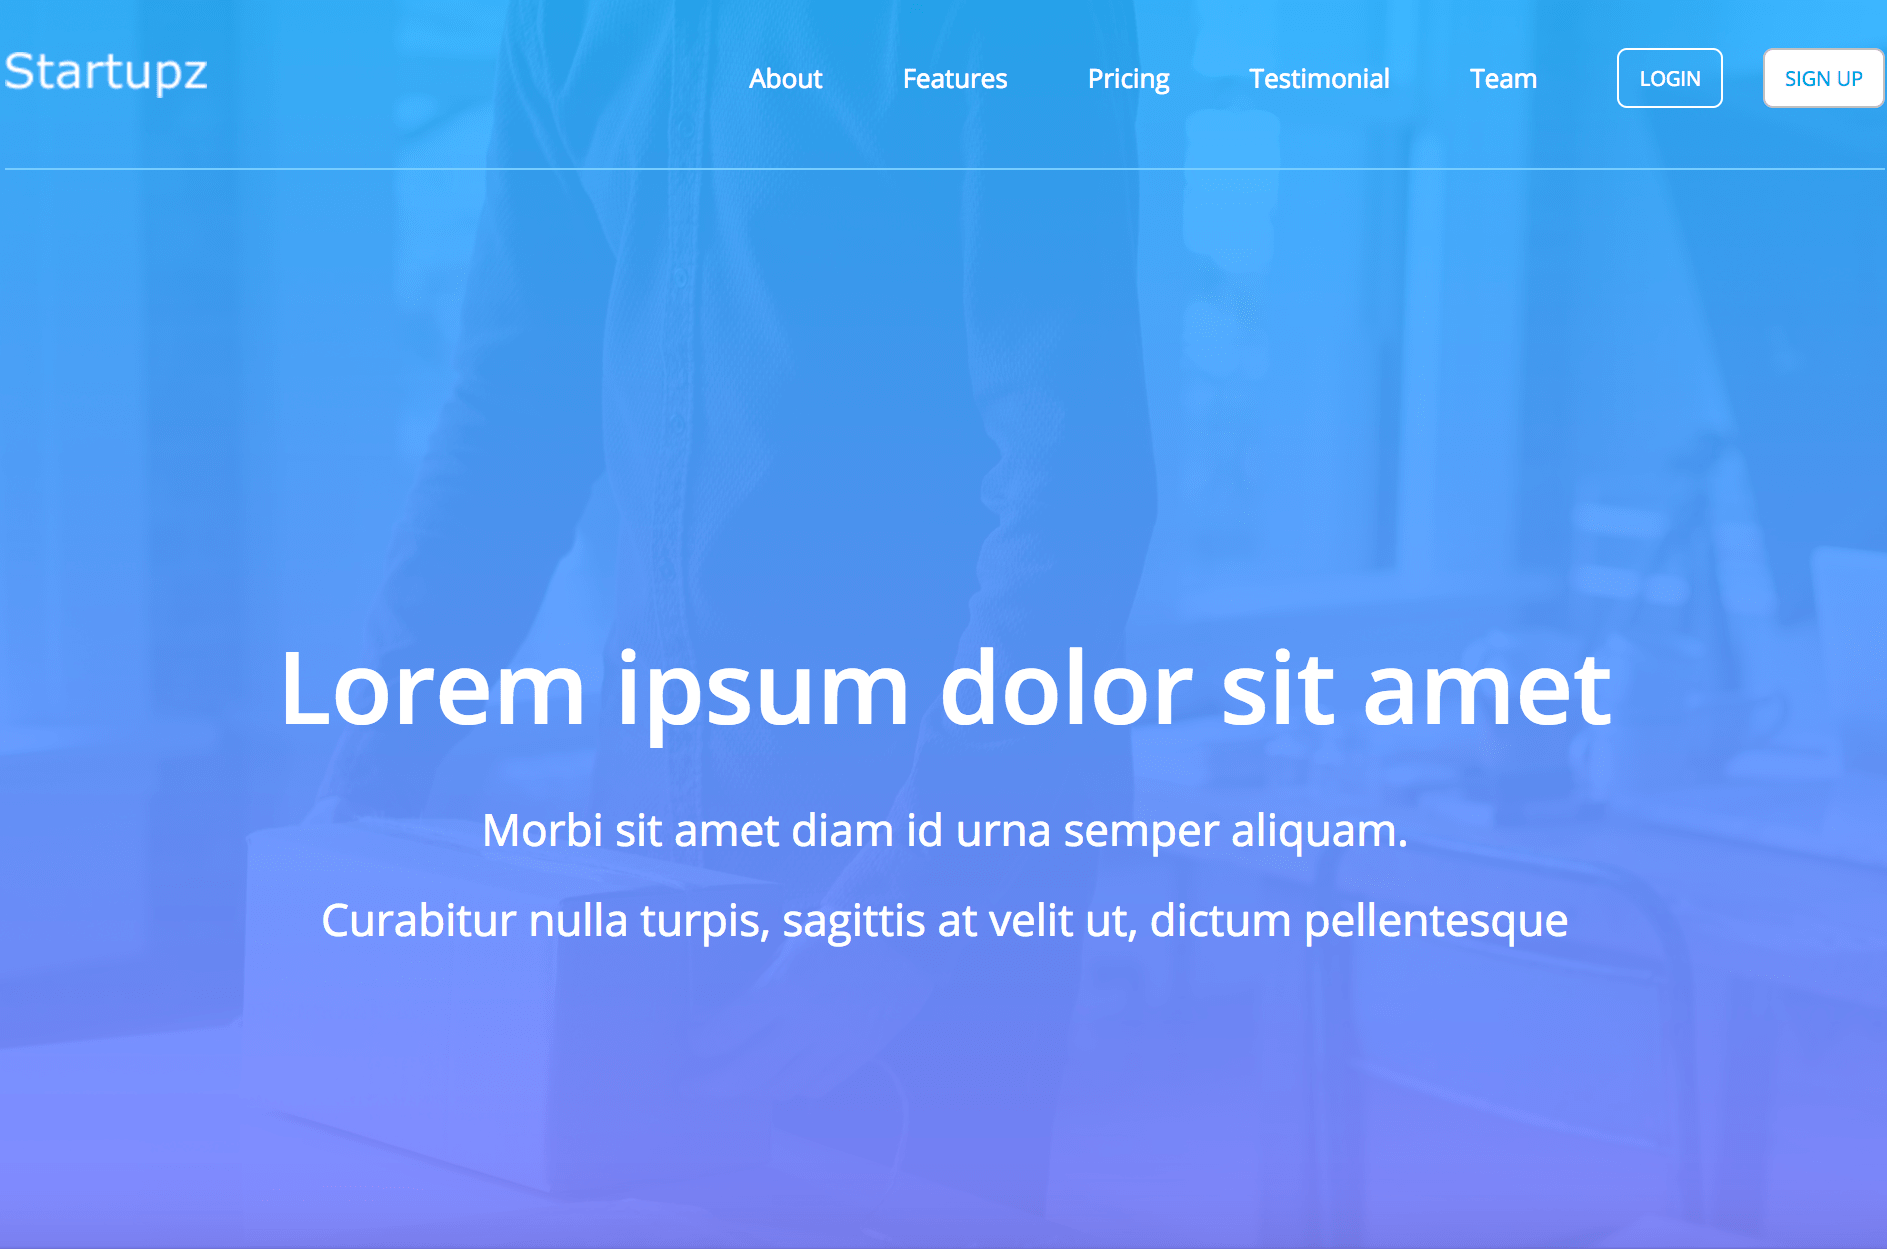 Startupz
About Features Pricing Testimonial Team LOGIN SIGN UP
Lorem ipsum dolor sit amet
Morbi sit amet diam id urna semper aliquam.
Curabitur nulla turpis, sagittis at velit ut, dictum pellentesque